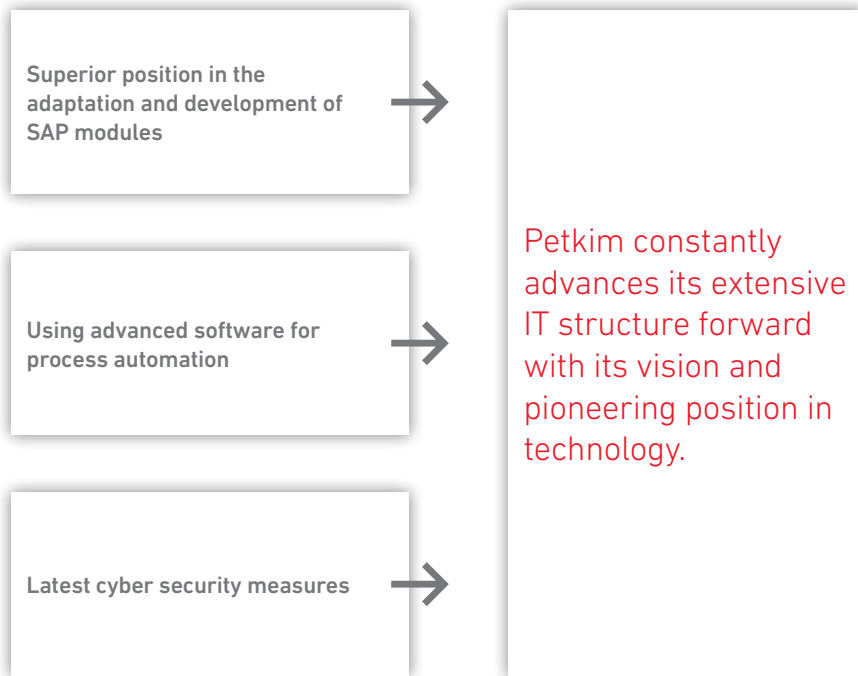 Superior position in the
adaptation and development of
SAP modules
Using advanced software for
process automation
Latest cyber security measures
Petkim constantly
advances its extensive
IT structure forward
with its vision and
pioneering position in
technology.